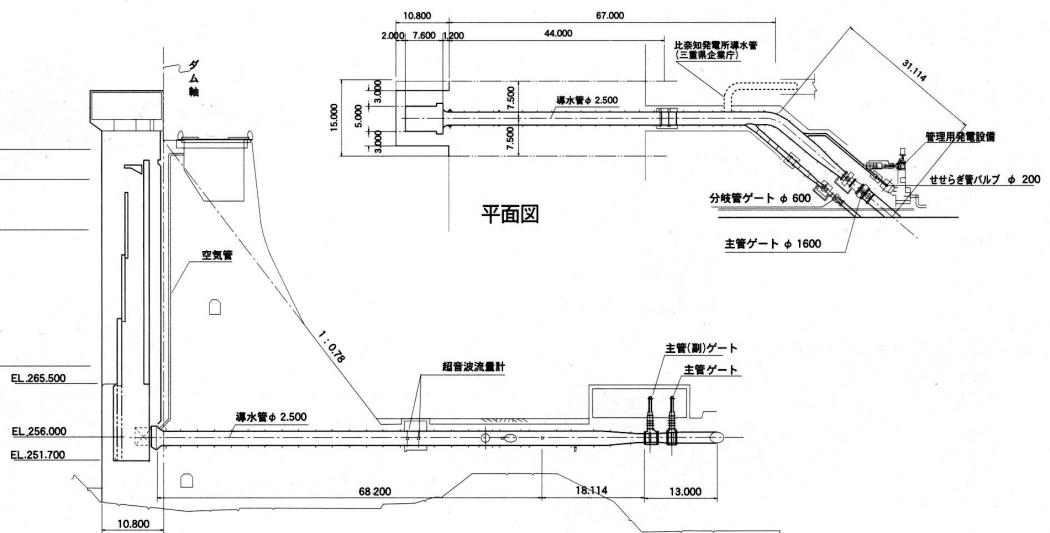 10.800
67.000
2.000
7.600
1.200
44.000
比奈知発電所導水管
(三重県企業庁)
31.114
ダム軸
15.000
3.000
5.000
3.000
7.500
7.500
導水管φ 2.500
管理用発電設備
せせらぎ管バルブ φ 200
分岐管ゲート φ 600
平面図
主管ゲート φ 1600
空気管
1:0.78
超音波流量計
主管(副)ゲート
主管ゲート
EL.265.500
導水管φ 2.500
EL.256.000
EL.251.700
68 200
18.114
13.000
10.800